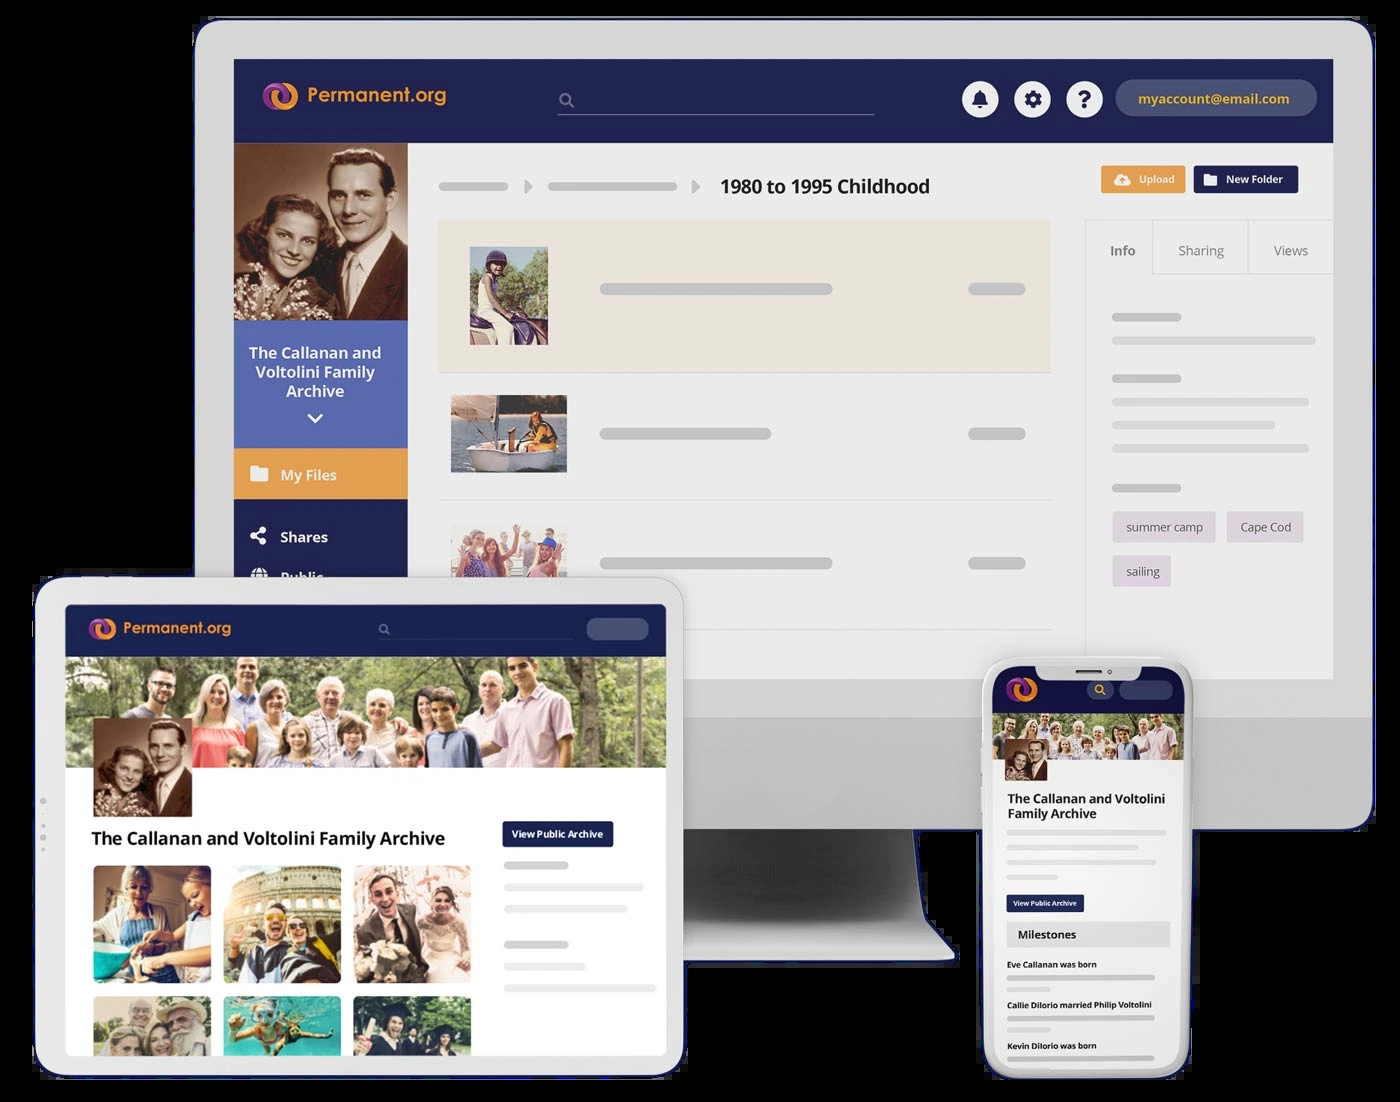 Permanent.org
myaccount@email.com
1980 to 1995 Childhood
Upload
New Folder
The Callanan and
Voltolini Family
Archive
My Files
Shares
Public
Info
Sharing
Views
summer camp
Cape Cod
sailing
Permanent.org
The Callanan and Voltolini Family Archive
View Public Archive
The Callanan and Voltolini
Family Archive
View Public Archive
Milestones
Eve Callanan was born
Callie DiIorio married Philip Voltolini
Kevin DiIorio was born